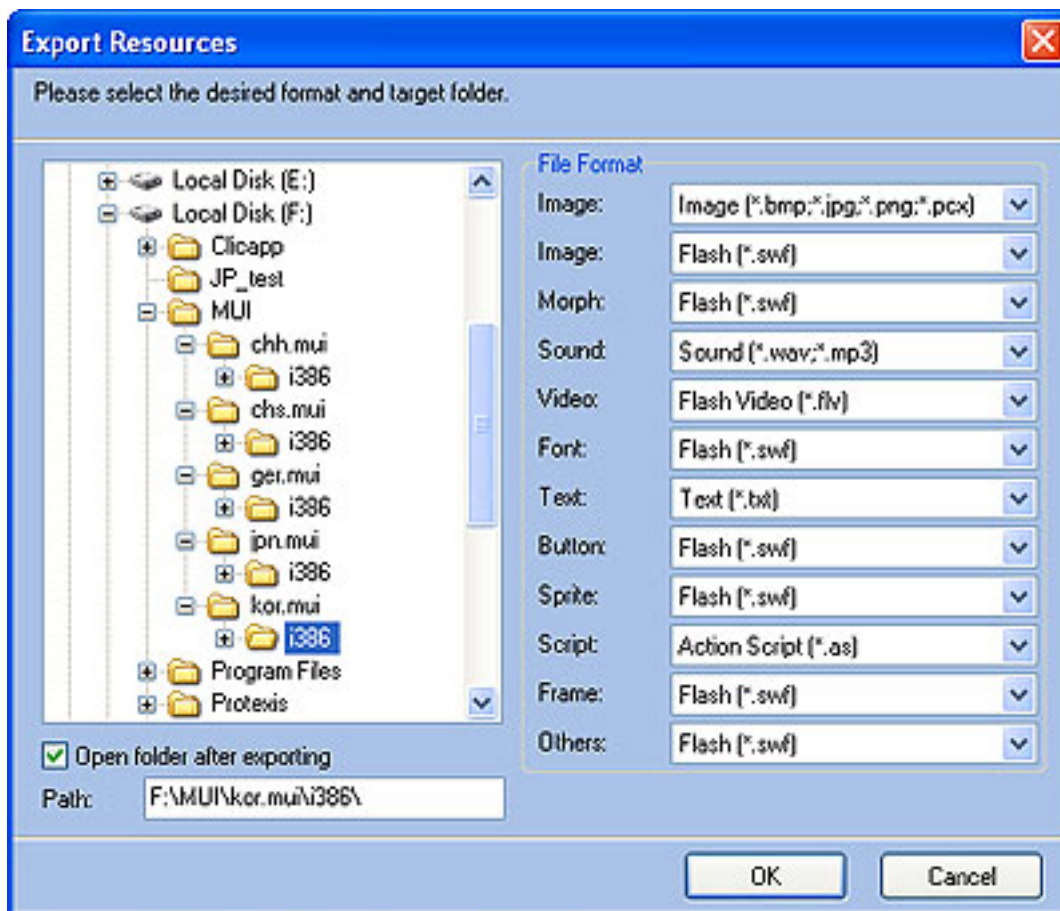 Export Resources
Please select the desired format and target folder.
Local Disk (E:)
Local Disk (F:)
Clicapp
JP_test
MUI
chh.mui
i386
chs.mui
i386
ger.mui
i386
jpn.mui
i386
kor.mui
i386
Program Files
Protexis
Open folder after exporting
Path: F:\MUI\kor.mui\i386\
File Format
Image: Image (*.bmp;*.jpg;*.png;*.pcx)
Image: Flash (*.swf)
Morph: Flash (*.swf)
Sound: Sound (*.wav;*.mp3)
Video: Flash Video (*.flv)
Font: Flash (*.swf)
Text: Text (*.txt)
Button: Flash (*.swf)
Sprite: Flash (*.swf)
Script: Action Script (*.as)
Frame: Flash (*.swf)
Others: Flash (*.swf)
OK Cancel